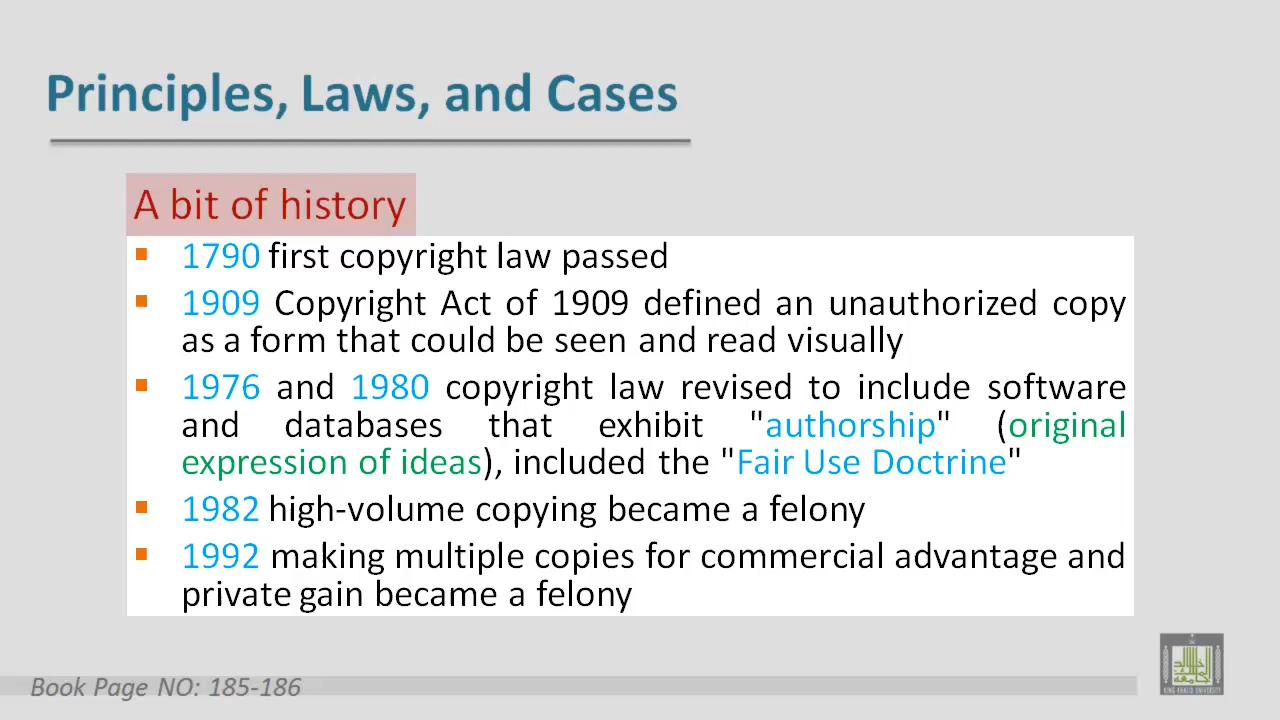 Principles, Laws, and Cases
A bit of history
▪ 1790 first copyright law passed
▪ 1909 Copyright Act of 1909 defined an unauthorized copy
as a form that could be seen and read visually
▪ 1976 and 1980 copyright law revised to include software
and databases that exhibit "authorship" (original
expression of ideas), included the "Fair Use Doctrine"
▪ 1982 high-volume copying became a felony
▪ 1992 making multiple copies for commercial advantage and
private gain became a felony
Book Page NO: 185-186
KING KHALID UNIVERSITY